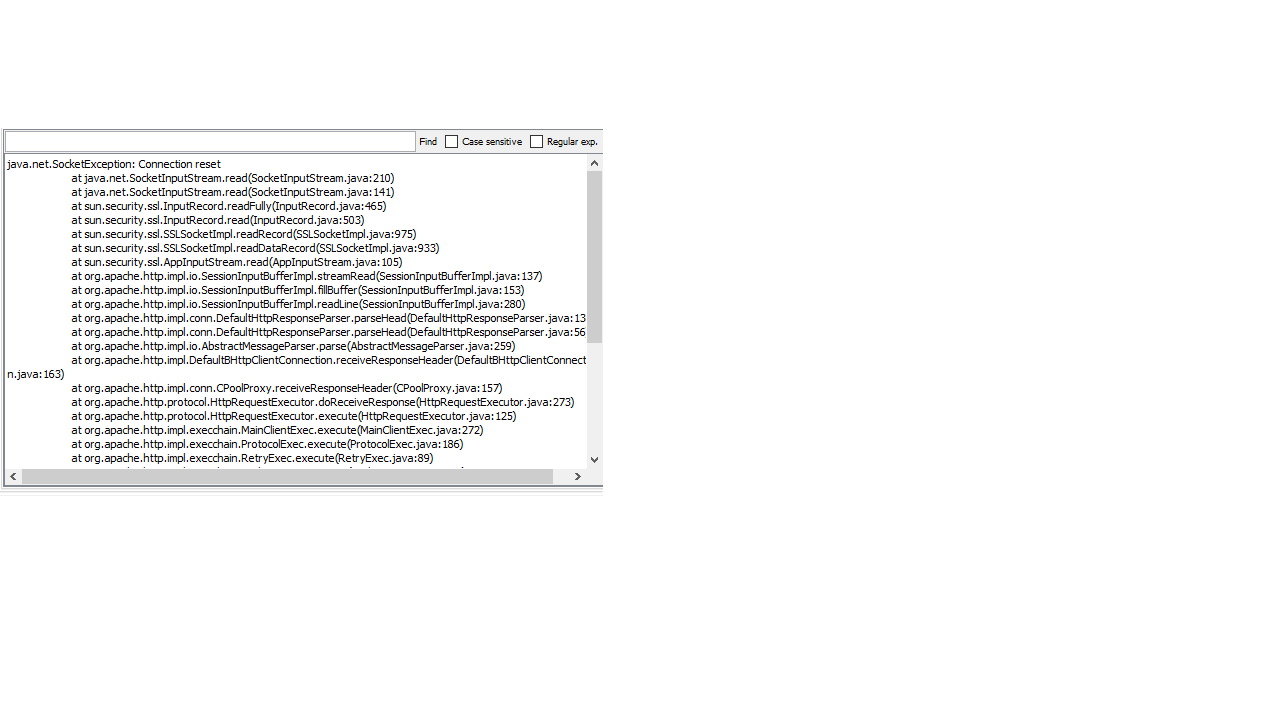 Find Case sensitive Regular exp.
java.net.SocketException: Connection reset
at java.net.SocketInputStream.read(SocketInputStream.java:210)
at java.net.SocketInputStream.read(SocketInputStream.java:141)
at sun.security.ssl.InputRecord.readFully(InputRecord.java:465)
at sun.security.ssl.InputRecord.read(InputRecord.java:503)
at sun.security.ssl.SSLSocketImpl.readRecord(SSLSocketImpl.java:975)
at sun.security.ssl.SSLSocketImpl.readDataRecord(SSLSocketImpl.java:933)
at sun.security.ssl.AppInputStream.read(AppInputStream.java:105)
at org.apache.http.impl.io.SessionInputBufferImpl.streamRead(SessionInputBufferImpl.java:137)
at org.apache.http.impl.io.SessionInputBufferImpl.fillBuffer(SessionInputBufferImpl.java:153)
at org.apache.http.impl.io.SessionInputBufferImpl.readLine(SessionInputBufferImpl.java:280)
at org.apache.http.impl.conn.DefaultHttpResponseParser.parseHead(DefaultHttpResponseParser.java:13
at org.apache.http.impl.conn.DefaultHttpResponseParser.parseHead(DefaultHttpResponseParser.java:56
at org.apache.http.impl.io.AbstractMessageParser.parse(AbstractMessageParser.java:259)
at org.apache.http.impl.DefaultBHttpClientConnection.receiveResponseHeader(DefaultBHttpClientConnect
n.java:163)
at org.apache.http.impl.conn.CPoolProxy.receiveResponseHeader(CPoolProxy.java:157)
at org.apache.http.protocol.HttpRequestExecutor.doReceiveResponse(HttpRequestExecutor.java:273)
at org.apache.http.protocol.HttpRequestExecutor.execute(HttpRequestExecutor.java:125)
at org.apache.http.impl.execchain.MainClientExec.execute(MainClientExec.java:272)
at org.apache.http.impl.execchain.ProtocolExec.execute(ProtocolExec.java:186)
at org.apache.http.impl.execchain.RetryExec.execute(RetryExec.java:89)